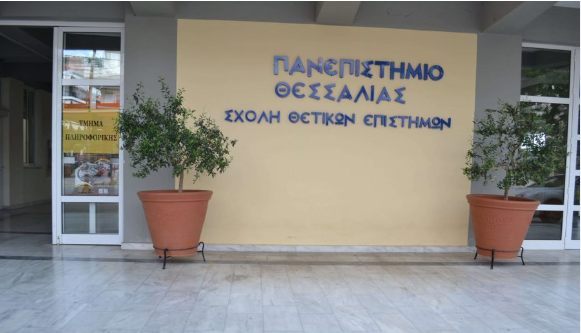 ΠΑΝΕΠΙΣΤΗΜΙΟ
ΘΕΣΣΑΛΙΑΣ
ΣΧΟΛΗ ΘΕΤΙΚΩΝ ΕΠΙΣΤΗΜΩΝ
ΤΜΗΜΑ
ΠΛΗΡΟΦΟΡΙΚΗΣ